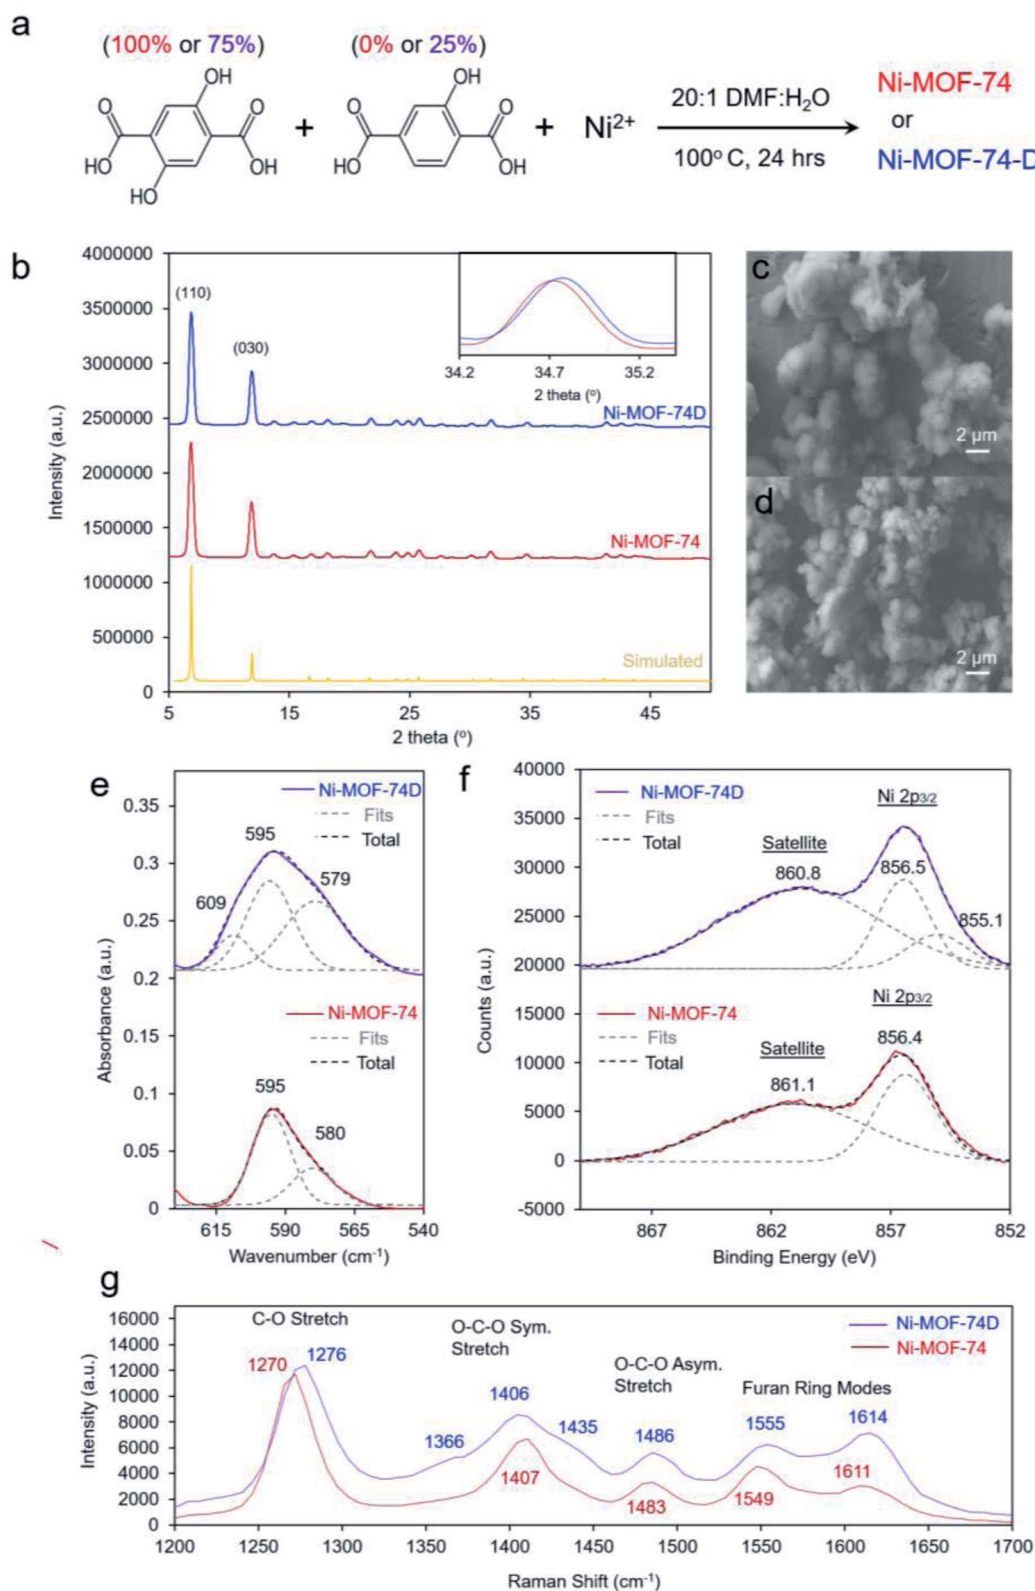 a
(100% or 75%)
(0% or 25%)
OH
O
O
HO
OH
HO
+
OH
O
O
HO
OH
+
Ni2+
20:1 DMF:H2O
100o C, 24 hrs
Ni-MOF-74
or
Ni-MOF-74-D
b
Intensity (a.u.)
4000000
3500000
3000000
2500000
2000000
1500000
1000000
500000
0
(110)
(030)
34.2
34.7
35.2
2 theta (o)
Ni-MOF-74D
Ni-MOF-74
Simulated
5
15
25
35
45
2 theta (o)
c
2 µm
d
2 µm
e
Absorbance (a.u.)
0.35
0.3
0.25
0.2
0.15
0.1
0.05
0
Ni-MOF-74D
Fits
Total
595
609
579
Ni-MOF-74
Fits
Total
595
580
615
590
565
540
Wavenumber (cm-1)
f
Counts (a.u.)
40000
35000
30000
25000
20000
15000
10000
5000
0
-5000
Ni-MOF-74D
Fits
Total
Satellite
860.8
Ni 2p3/2
856.5
855.1
Ni-MOF-74
Fits
Total
Satellite
861.1
Ni 2p3/2
856.4
867
862
857
852
Binding Energy (eV)
g
Intensity (a.u.)
16000
14000
12000
10000
8000
6000
4000
2000
0
C-O Stretch
1270
1276
O-C-O Sym.
Stretch
1406
1366
1435
1407
O-C-O Asym.
Stretch
1486
1483
Ni-MOF-74D
Ni-MOF-74
Furan Ring Modes
1555
1614
1549
1611
1200
1250
1300
1350
1400
1450
1500
1550
1600
1650
1700
Raman Shift (cm-1)